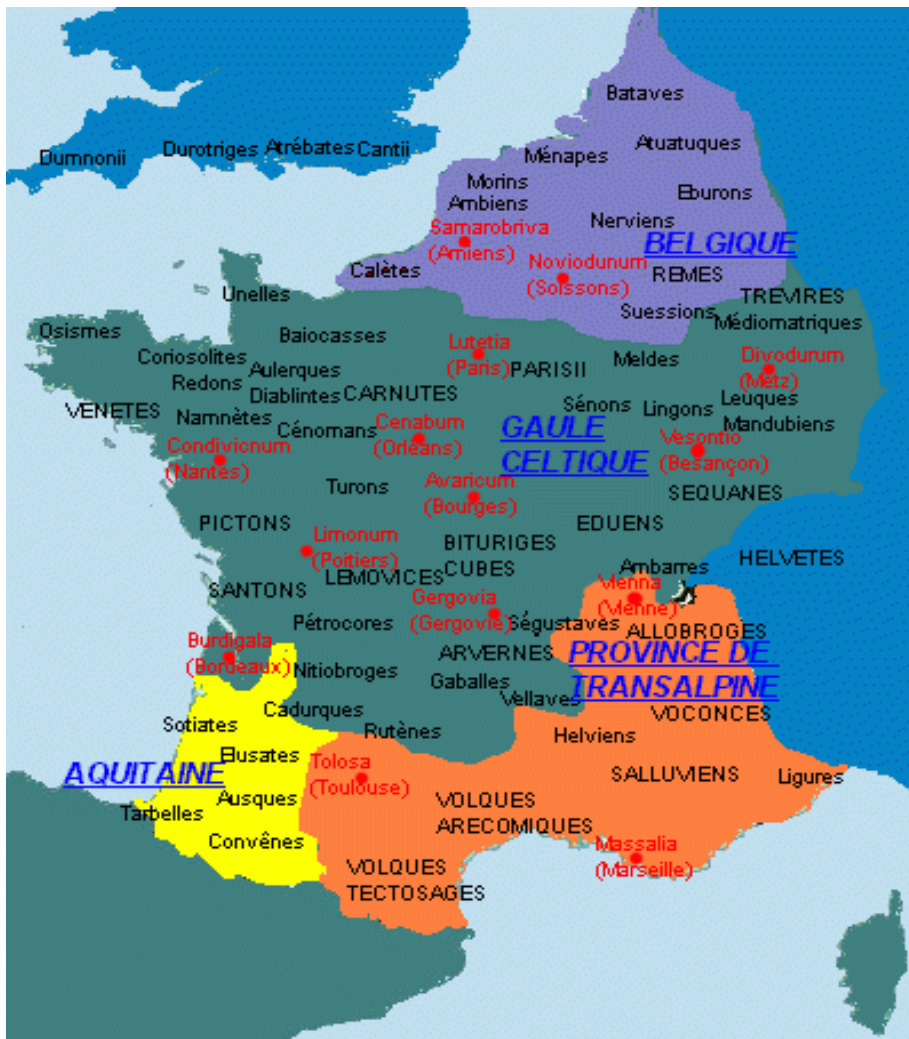 Bataves
Dumnonii
Durotriges
Atrébates
Cantii
Ménapes
Atuatuques
Morins
Ambiens
Eburons
Nerviens
Samarobriva
(Amiens)
BELGIQUE
Calètes
Noviodunum
(Soissons)
REMES
Unelles
Suessions
TREVIRES
Médiomatriques
Osismes
Baiocasses
Lutetia
(Paris)
PARISII
Meldes
Divodurum
(Metz)
Coriosolites
Aulerques
Redons
Diablintes
CARNUTES
Leuques
VENETES
Namnètes
Cénomans
Cenabum
(Orléans)
Sénons
Lingons
Mandubiens
Condivicnum
(Nantes)
GAULE
CELTIQUE
Vesontio
(Besançon)
Turons
Avaricum
(Bourges)
SEQUANES
PICTONS
Limonum
(Poitiers)
BITURIGES
CUBES
EDUENS
HELVETES
SANTONS
LEMOVICES
Ambarres
Vienna
(Vienne)
Gergovia
(Gergovie)
Pétrocores
Ségustaves
ALLOBROGES
Burdigala
(Bordeaux)
Nitiobroges
ARVERNES
PROVINCE DE
TRANSALPINE
Gaballes
Vellaves
Cadurques
VOCONCES
Sotiates
Rutènes
Helviens
Elusates
AQUITAINE
Tolosa
(Toulouse)
SALLUVIENS
Ligures
Tarbelles
Ausques
VOLQUES
ARECOMIQUES
Convênes
Massalia
(Marseille)
VOLQUES
TECTOSAGES